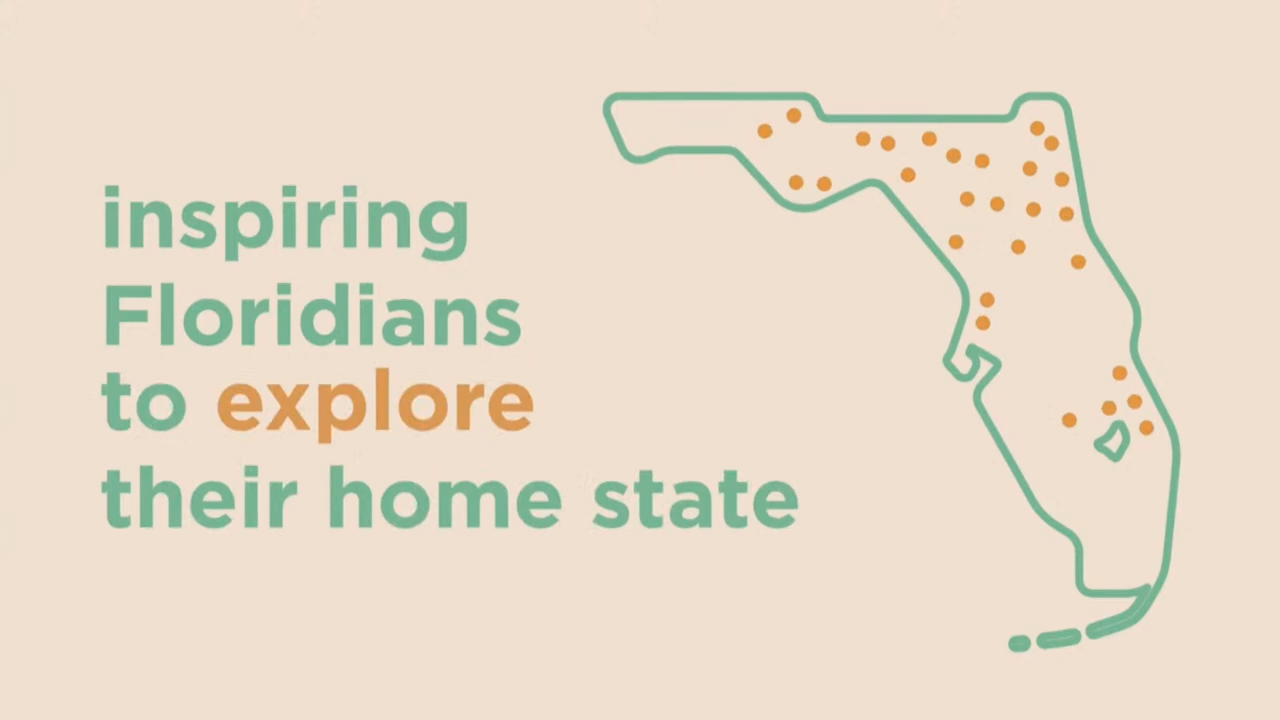 inspiring
Floridians
to explore
their home state